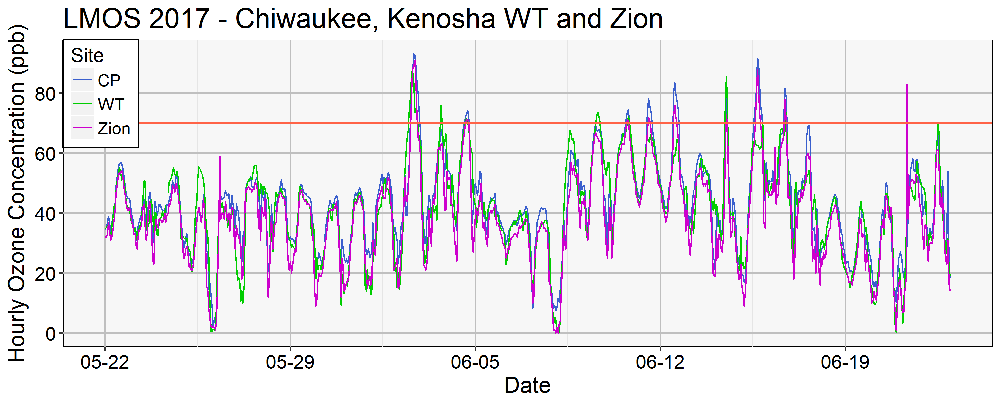 LMOS 2017 - Chiwaukee, Kenosha WT and Zion
Hourly Ozone Concentration (ppb)
Site
CP
WT
Zion
80
60
40
20
0
05-22
05-29
06-05
06-12
06-19
Date